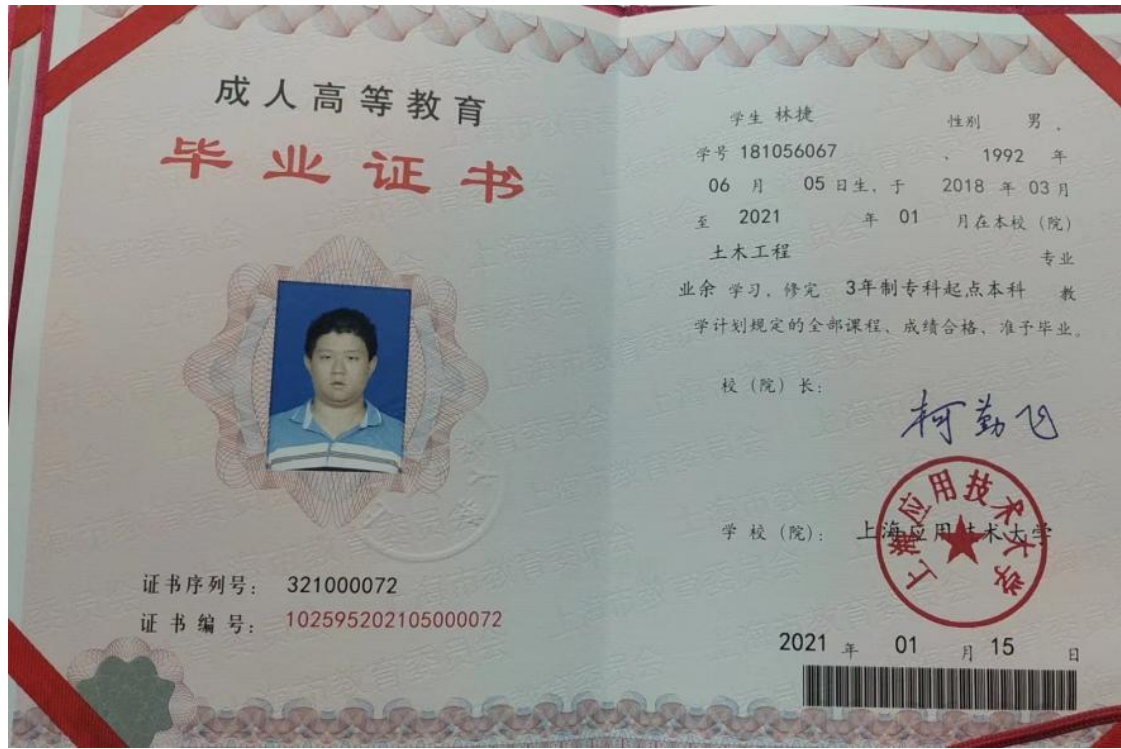 成人高等教育
毕业证书
证书序列号： 321000072
证书编号： 102595202105000072
学生 林捷 性别 男、
学号 181056067 、 1992 年
06 月 05 日生，于 2018 年 03 月
至 2021 年 01 月在本校（院）
土木工程 专业
业余 学习，修完 3年制专科起点本科 教
学计划规定的全部课程、成绩合格、准予毕业。
校（院）长：
柯勤飞
学校（院）： 上海应用技术大学
上海应用技术大学
2021 年 01 月 15 日